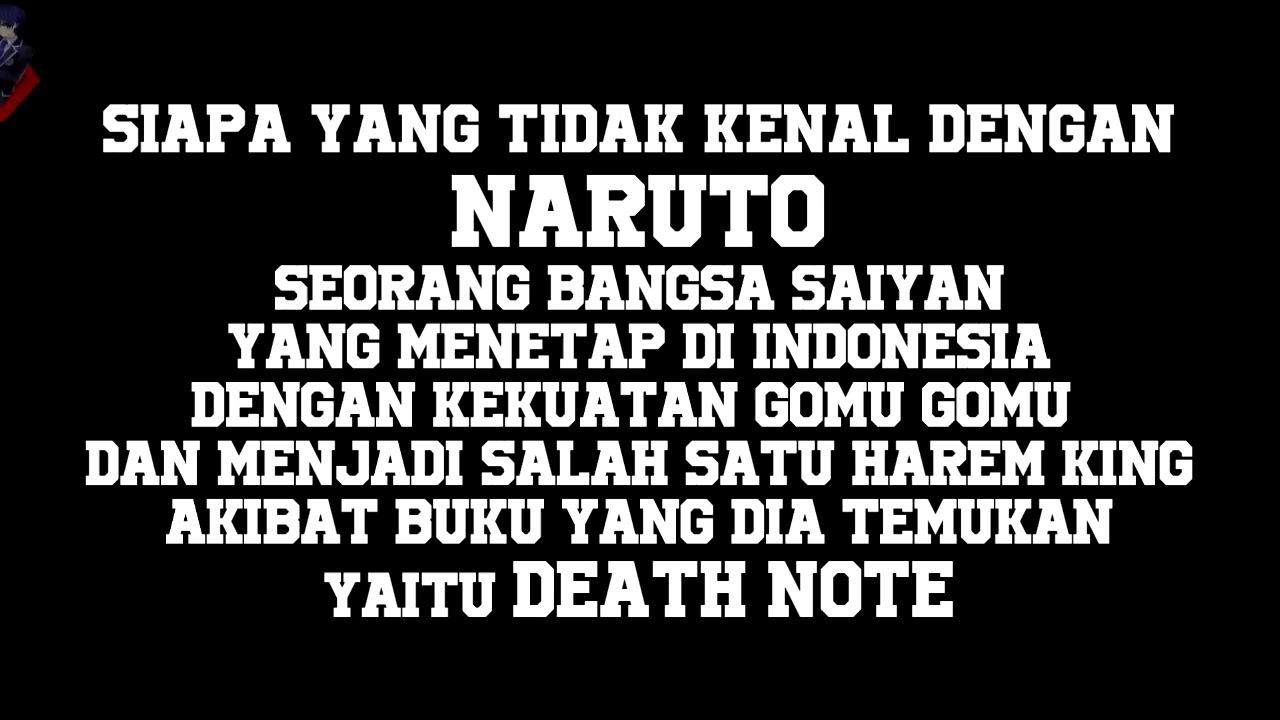 SIAPA YANG TIDAK KENAL DENGAN
NARUTO
SEORANG BANGSA SAIYAN
YANG MENETAP DI INDONESIA
DENGAN KEKUATAN GOMU GOMU
DAN MENJADI SALAH SATU HAREM KING
AKIBAT BUKU YANG DIA TEMUKAN
YAITU DEATH NOTE